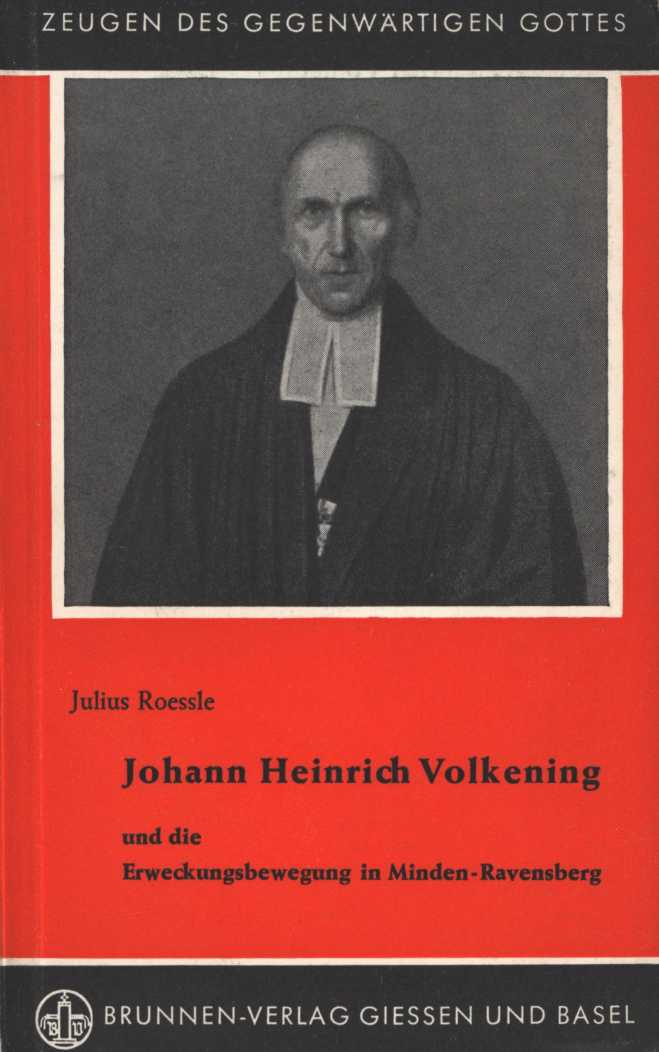 ZEUGEN DES GEGENWÄRTIGEN GOTTES
Julius Roessle
Johann Heinrich Volkening
und die
Erweckungsbewegung in Minden-Ravensberg
BV
BRUNNEN-VERLAG GIESSEN UND BASEL